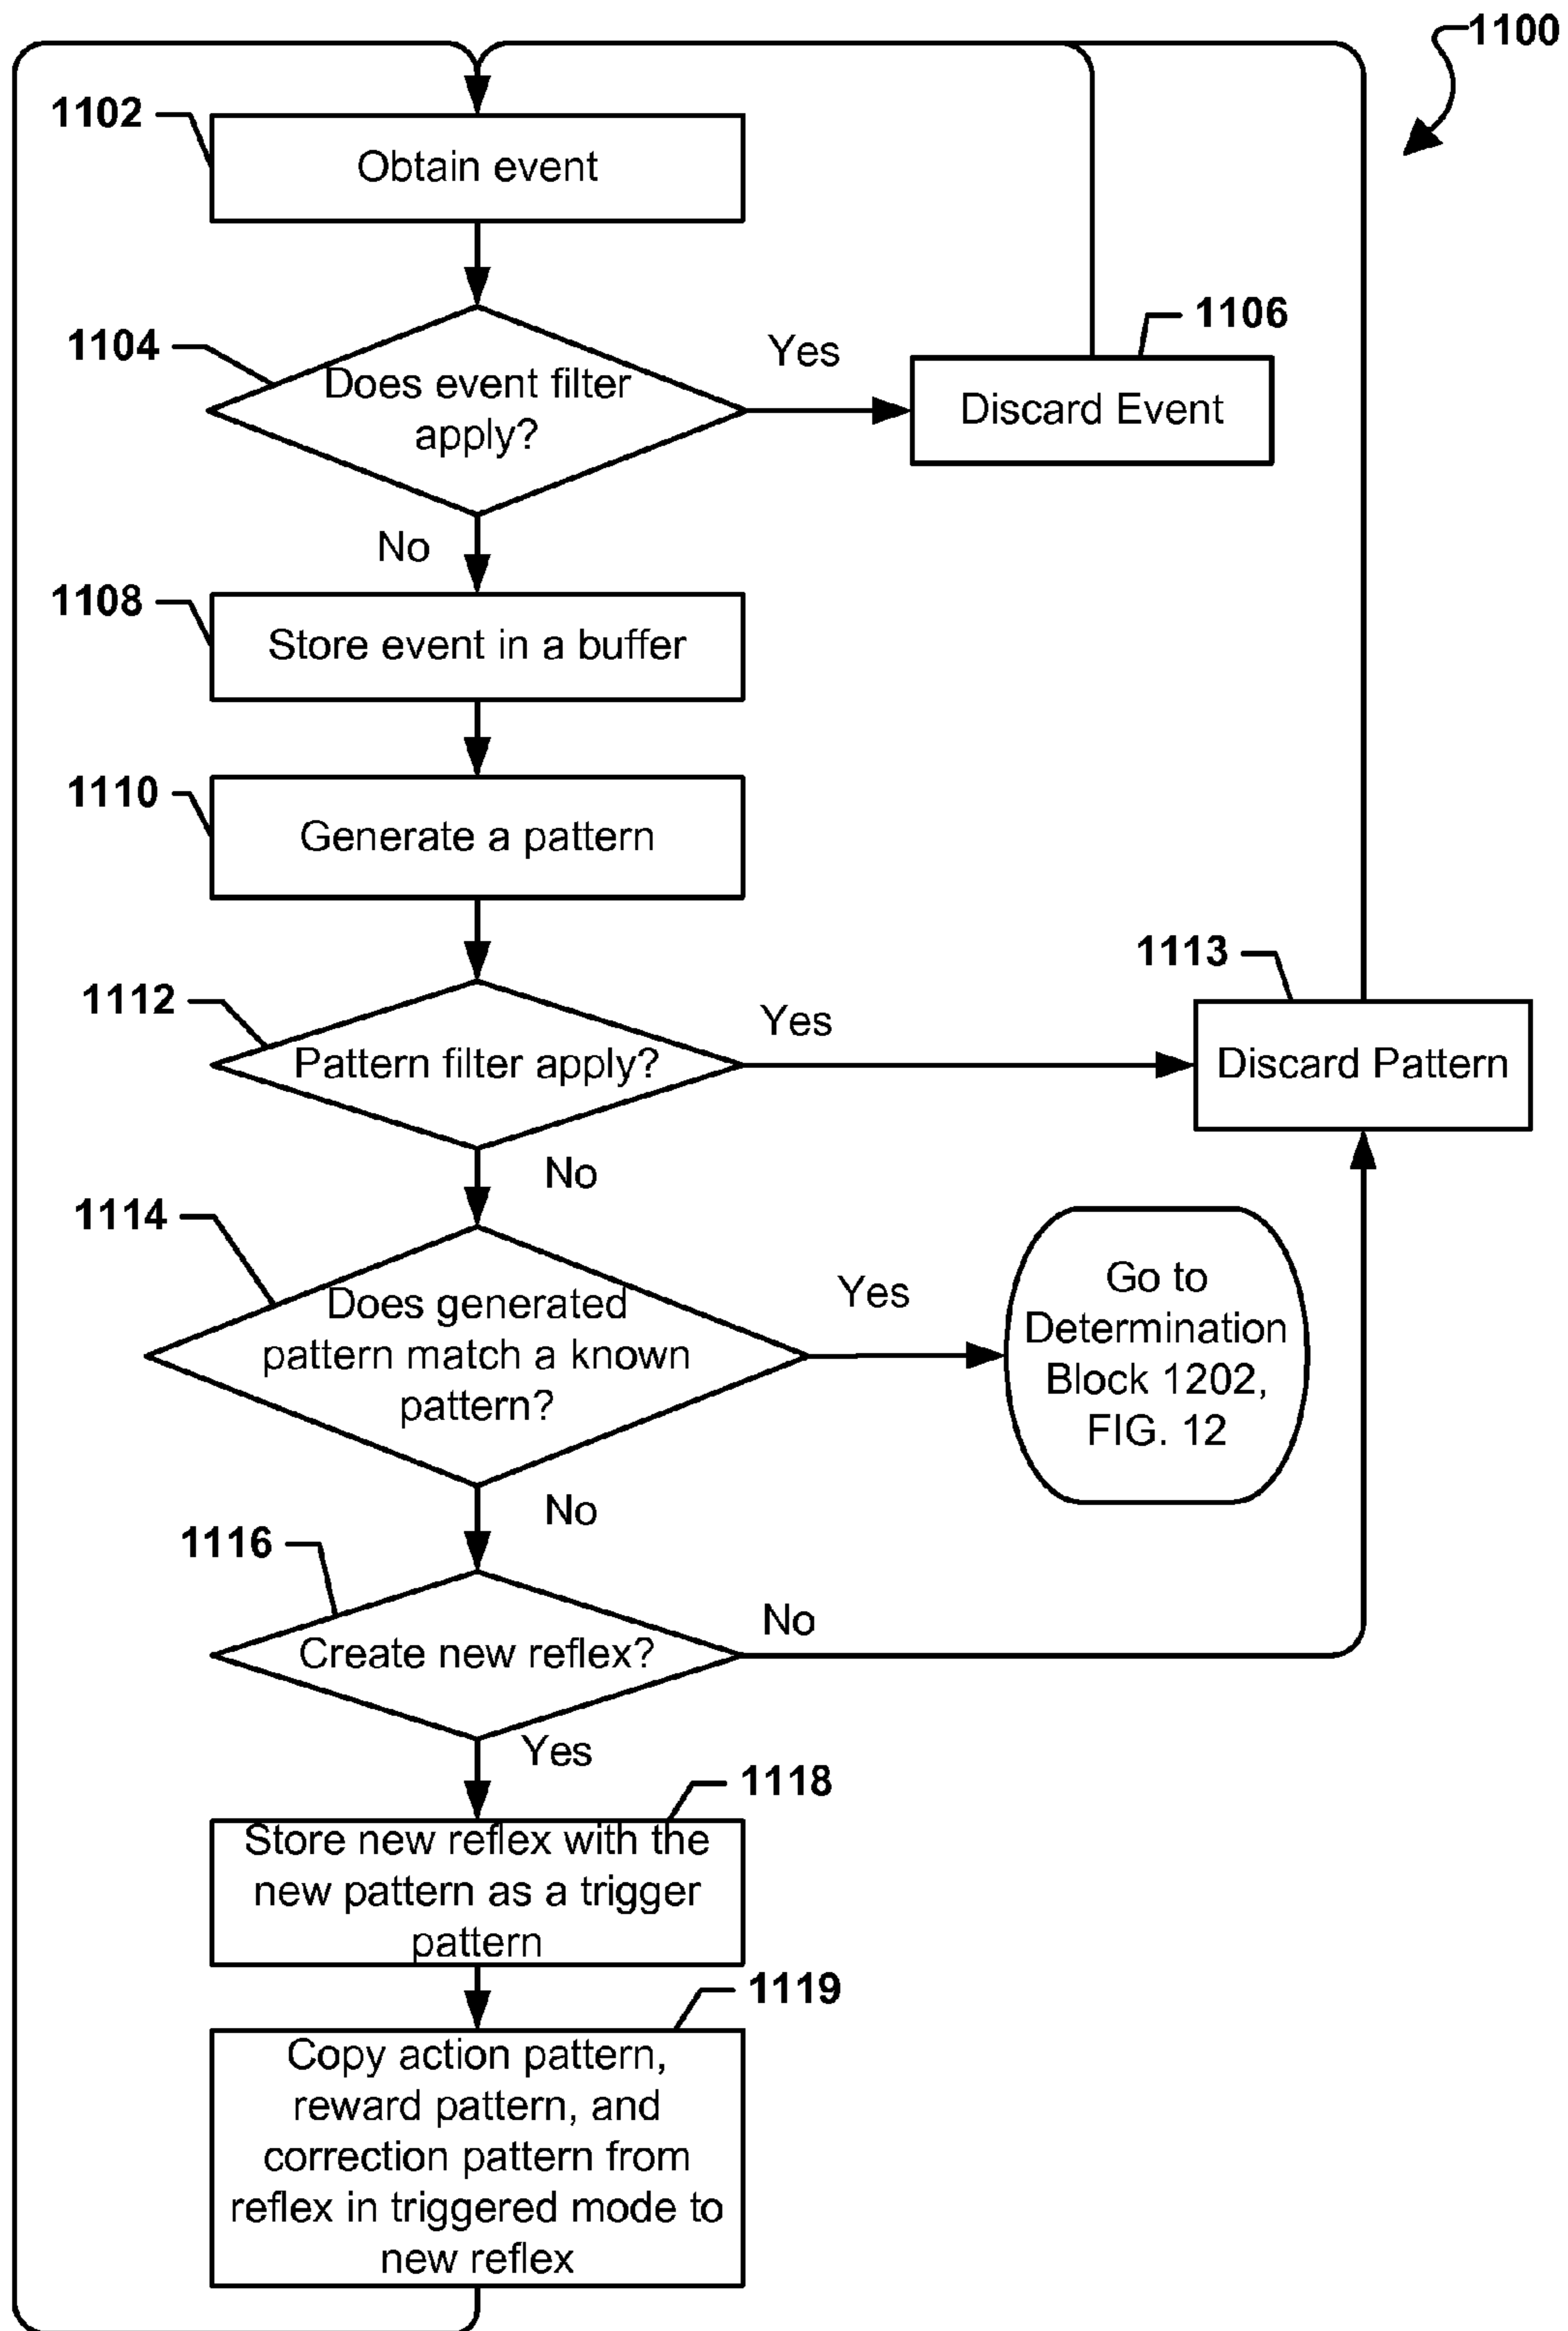 1100
1102
Obtain event
1104
Does event filter
apply?
Yes
1106
Discard Event
No
1108
Store event in a buffer
1110
Generate a pattern
1112
Pattern filter apply?
Yes
1113
Discard Pattern
No
1114
Does generated
pattern match a known
pattern?
Yes
Go to
Determination
Block 1202,
FIG. 12
No
1116
Create new reflex?
No
Yes
1118
Store new reflex with the
new pattern as a trigger
pattern
1119
Copy action pattern,
reward pattern, and
correction pattern from
reflex in triggered mode to
new reflex